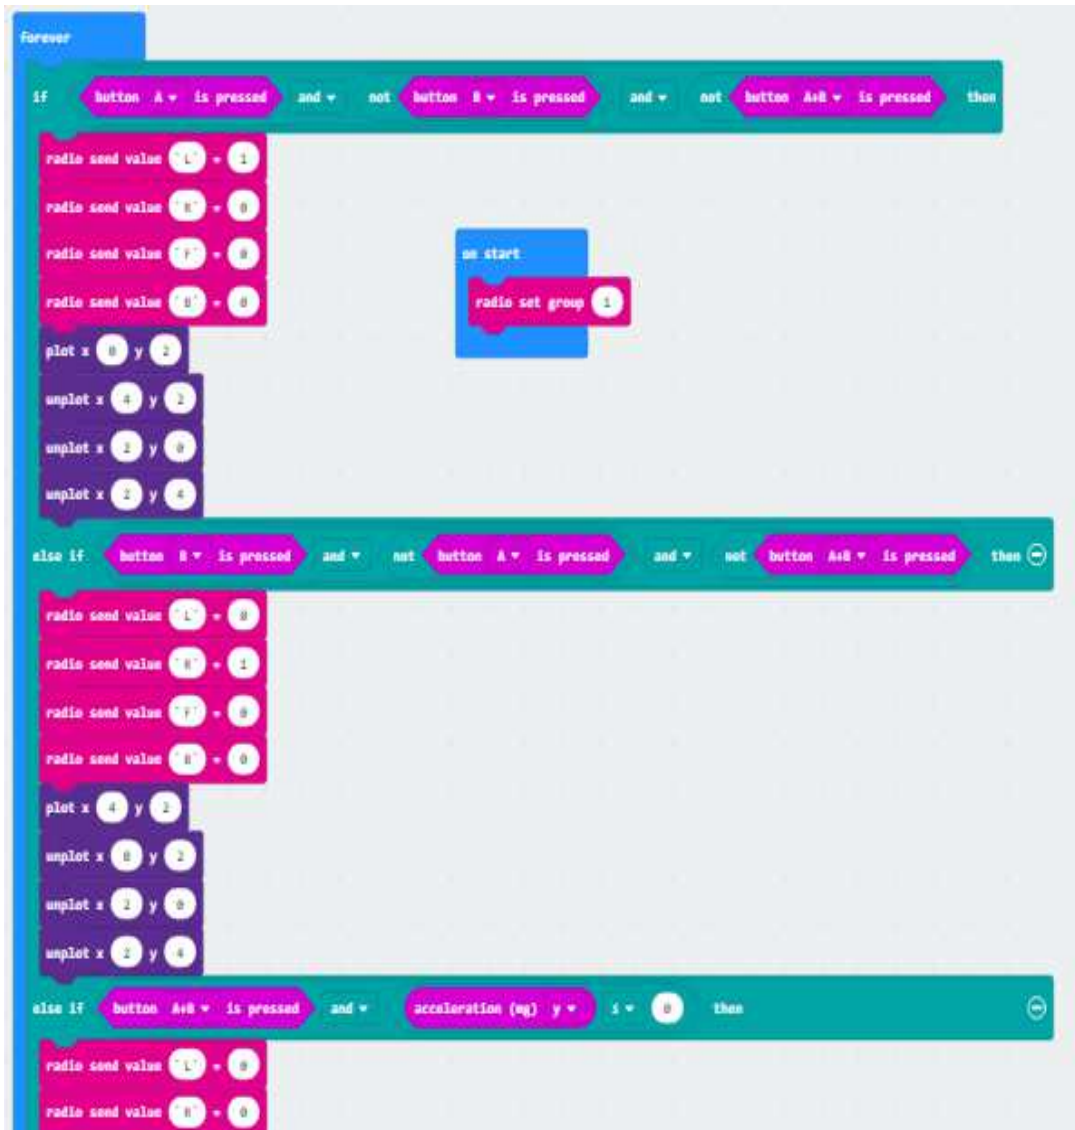 forever
if button A is pressed and not button B is pressed and not button A+B is pressed then
radio send value "L" = 1
radio send value "R" = 0
radio send value "F" = 0
radio send value "B" = 0
on start
radio set group 1
plot x 0 y 2
unplot x 4 y 2
unplot x 2 y 0
unplot x 2 y 4
else if button B is pressed and not button A is pressed and not button A+B is pressed then
radio send value "L" = 0
radio send value "R" = 1
radio send value "F" = 0
radio send value "B" = 0
plot x 4 y 2
unplot x 0 y 2
unplot x 2 y 0
unplot x 2 y 4
else if button A+B is pressed and acceleration (mg) y 0 then
radio send value "L" = 0
radio send value "R" = 0